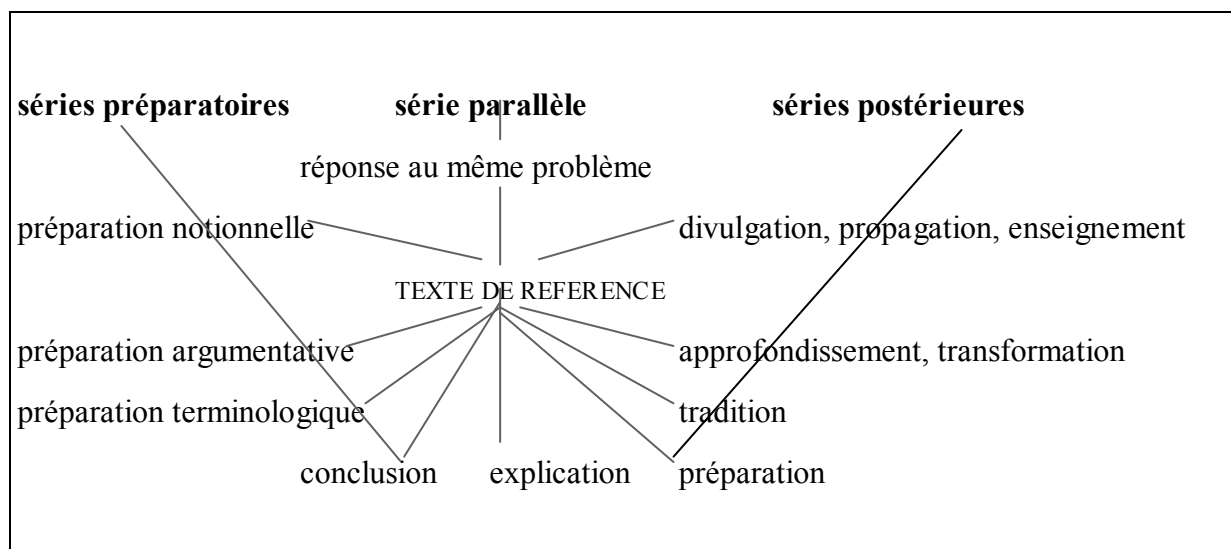 séries préparatoires série parallèle séries postérieures
réponse au même problème
préparation notionnelle divulgation, propagation, enseignement
TEXTE DE REFERENCE
préparation argumentative approfondissement, transformation
préparation terminologique tradition
conclusion explication préparation